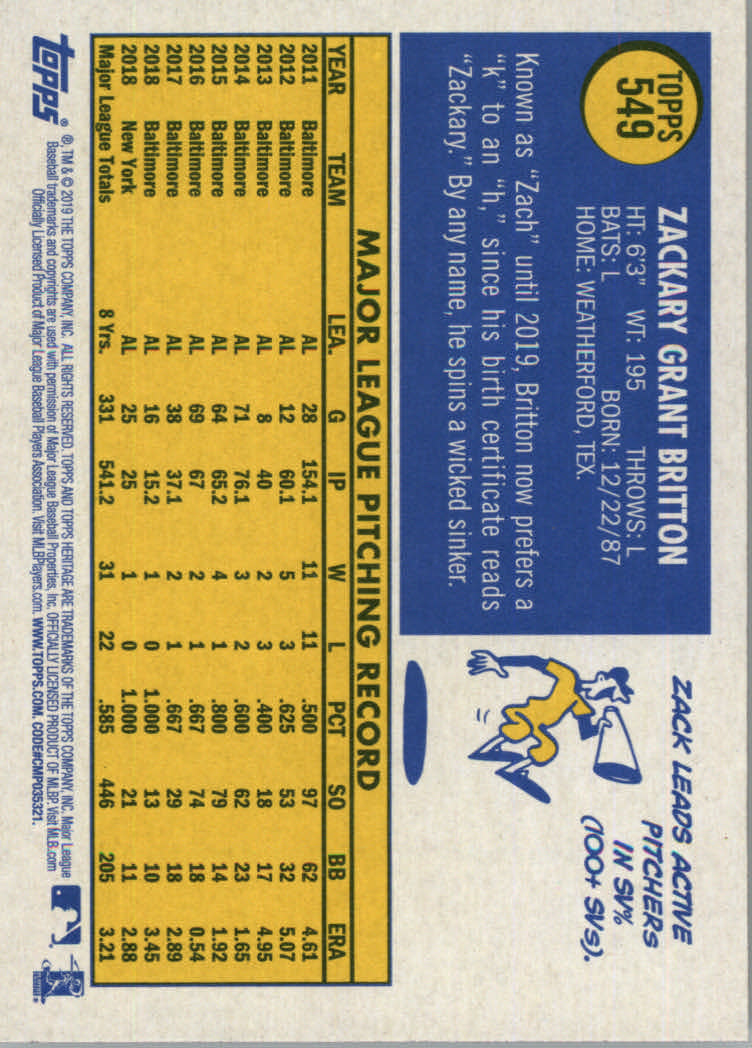 TOPPS
549
ZACKARY GRANT BRITTON
HT: 6'3" WT: 195 THROWS: L
BATS: L BORN: 12/22/87
HOME: WEATHERFORD, TEX.
Known as "Zach" until 2019, Britton now prefers a
"k" to an "h," since his birth certificate reads
"Zackary." By any name, he spins a wicked sinker.
ZACK LEADS ACTIVE
PITCHERS
IN SV%
(100+ SVs).
MAJOR LEAGUE PITCHING RECORD
YEAR TEAM LEA. G IP W L PCT SO BB ERA
2011 Baltimore AL 28 154.1 11 11 .500 97 62 4.61
2012 Baltimore AL 12 60.1 5 3 .625 53 32 5.07
2013 Baltimore AL 8 40 2 3 .400 18 17 4.95
2014 Baltimore AL 71 76.1 3 2 .600 62 23 1.65
2015 Baltimore AL 64 65.2 4 1 .800 79 14 1.92
2016 Baltimore AL 69 67 2 1 .667 74 18 0.54
2017 Baltimore AL 38 37.1 2 1 .667 29 18 2.89
2018 Baltimore AL 16 15.2 1 0 1.000 13 10 3.45
2018 New York AL 25 25 1 0 1.000 21 11 2.88
Major League Totals 8 Yrs. 331 541.2 31 22 .585 446 205 3.21
topps ®, TM & © 2019 THE TOPPS COMPANY, INC. ALL RIGHTS RESERVED. TOPPS AND TOPPS HERITAGE ARE TRADEMARKS OF THE TOPPS COMPANY, INC. Major League
Baseball trademarks and copyrights are used with permission of Major League Baseball Properties, Inc. OFFICIALLY LICENSED PRODUCT OF MLBP. Visit MLB.com
Officially Licensed Product of Major League Baseball Players Association. Visit MLBPlayers.com. WWW.TOPPS.COM. CODE#CMP035321.